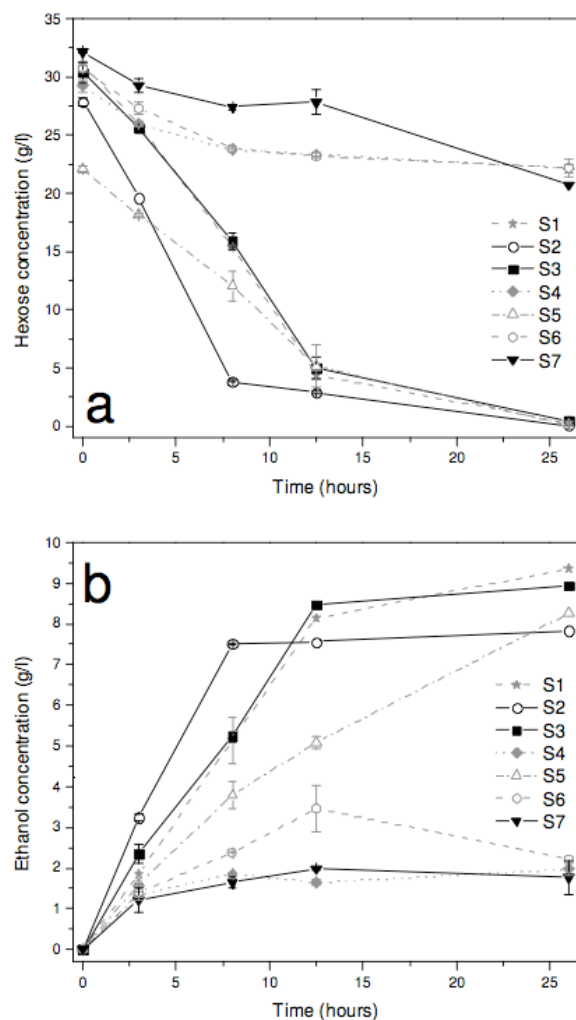 35
30
25
20
15
10
5
0
Hexose concentration (g/l)
S1
S2
S3
S4
S5
S6
S7
a
0 5 10 15 20 25
Time (hours)
10
9
8
7
6
5
4
3
2
1
0
Ethanol concentration (g/l)
b
S1
S2
S3
S4
S5
S6
S7
0 5 10 15 20 25
Time (hours)